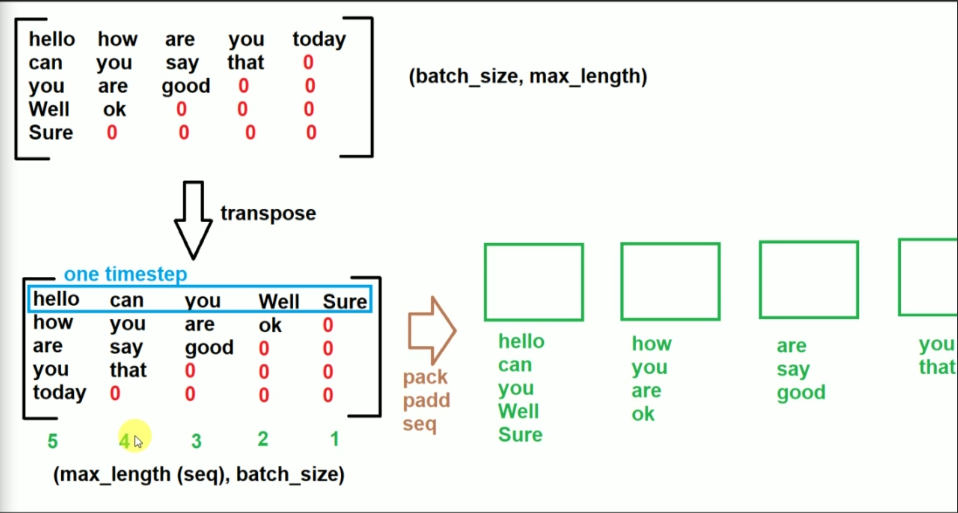 hello how are you today
can you say that 0
you are good 0 0
Well ok 0 0 0
Sure 0 0 0 0
(batch_size, max_length)
transpose
one timestep
hello can you Well Sure
how you are ok 0
are say good 0 0
you that 0 0 0
today 0 0 0 0
5 4 3 2 1
(max_length (seq), batch_size)
pack
padd
seq
hello
can
you
Well
Sure
how
you
are
ok
are
say
good
you
that